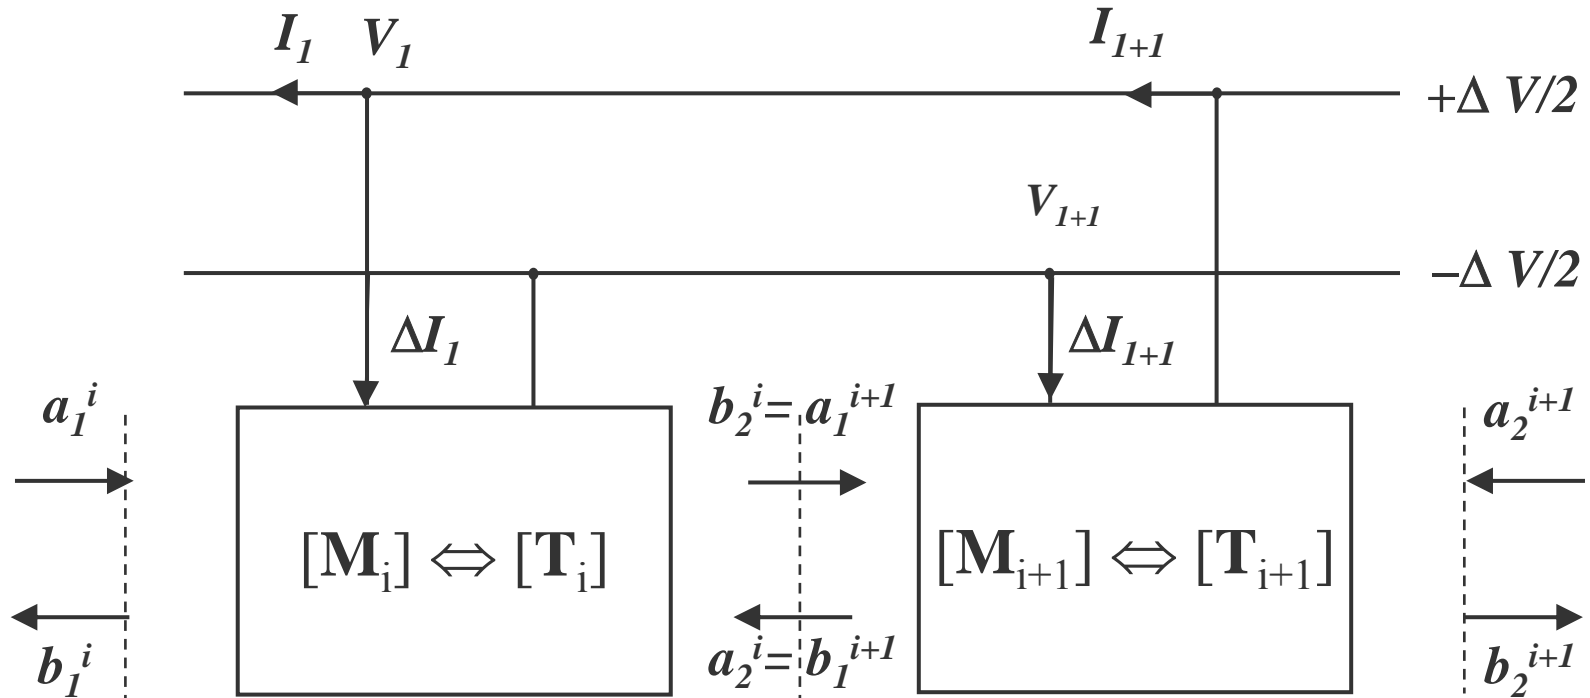 I₁ V₁ I₁₊₁
+Δ V/2
V₁₊₁
−Δ V/2
ΔI₁ ΔI₁₊₁
a₁ⁱ b₂ⁱ= a₁ⁱ⁺¹ a₂ⁱ⁺¹
[Mᵢ] ⇔ [Tᵢ] [Mᵢ₊₁] ⇔ [Tᵢ₊₁]
b₁ⁱ a₂ⁱ= b₁ⁱ⁺¹ b₂ⁱ⁺¹